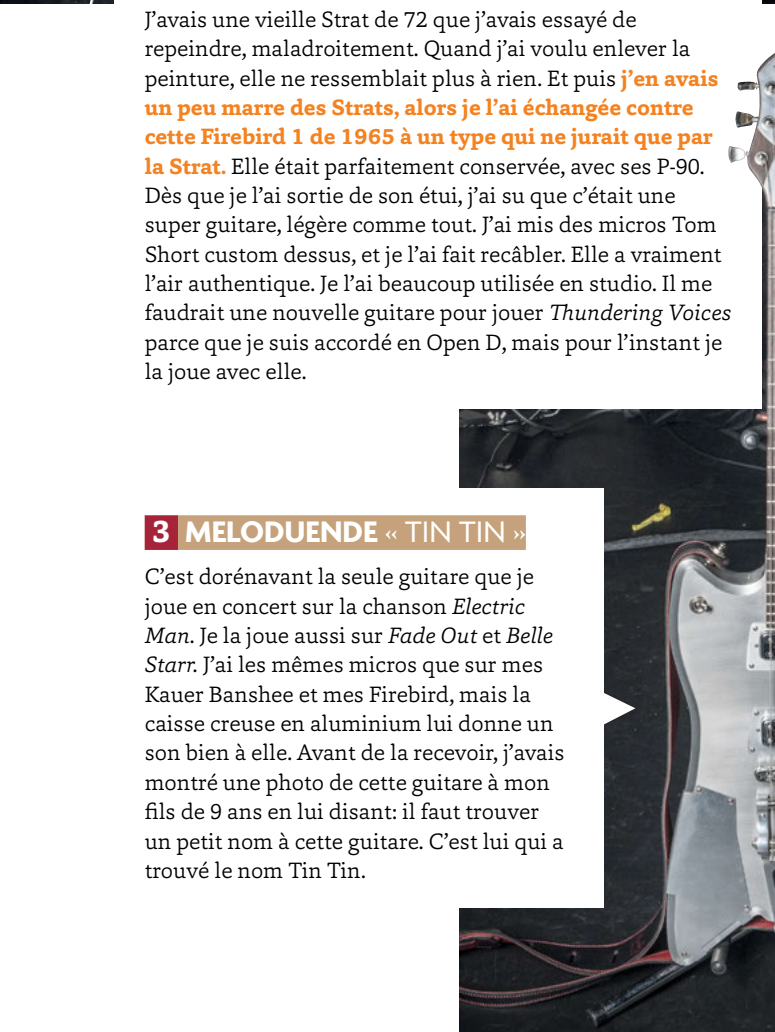 J’avais une vieille Strat de 72 que j’avais essayé de
repeindre, maladroitement. Quand j’ai voulu enlever la
peinture, elle ne ressemblait plus à rien. Et puis j’en avais
un peu marre des Strats, alors je l’ai échangée contre
cette Firebird 1 de 1965 à un type qui ne jurait que par
la Strat. Elle était parfaitement conservée, avec ses P-90.
Dès que je l’ai sortie de son étui, j’ai su que c’était une
super guitare, légère comme tout. J’ai mis des micros Tom
Short custom dessus, et je l’ai fait recâbler. Elle a vraiment
l’air authentique. Je l’ai beaucoup utilisée en studio. Il me
faudrait une nouvelle guitare pour jouer Thundering Voices
parce que je suis accordé en Open D, mais pour l’instant je
la joue avec elle.
3 MELODUENDE « TIN TIN »
C’est dorénavant la seule guitare que je
joue en concert sur la chanson Electric
Man. Je la joue aussi sur Fade Out et Belle
Starr. J’ai les mêmes micros que sur mes
Kauer Banshee et mes Firebird, mais la
caisse creuse en aluminium lui donne un
son bien à elle. Avant de la recevoir, j’avais
montré une photo de cette guitare à mon
fils de 9 ans en lui disant: il faut trouver
un petit nom à cette guitare. C’est lui qui a
trouvé le nom Tin Tin.